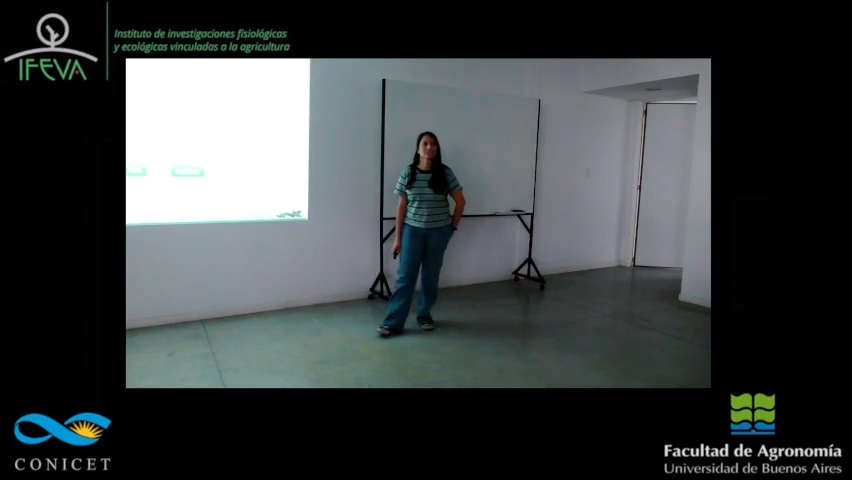 Instituto de investigaciones fisiológicas
y ecológicas vinculadas a la agricultura
IFEVA
CONICET
Facultad de Agronomía
Universidad de Buenos Aires